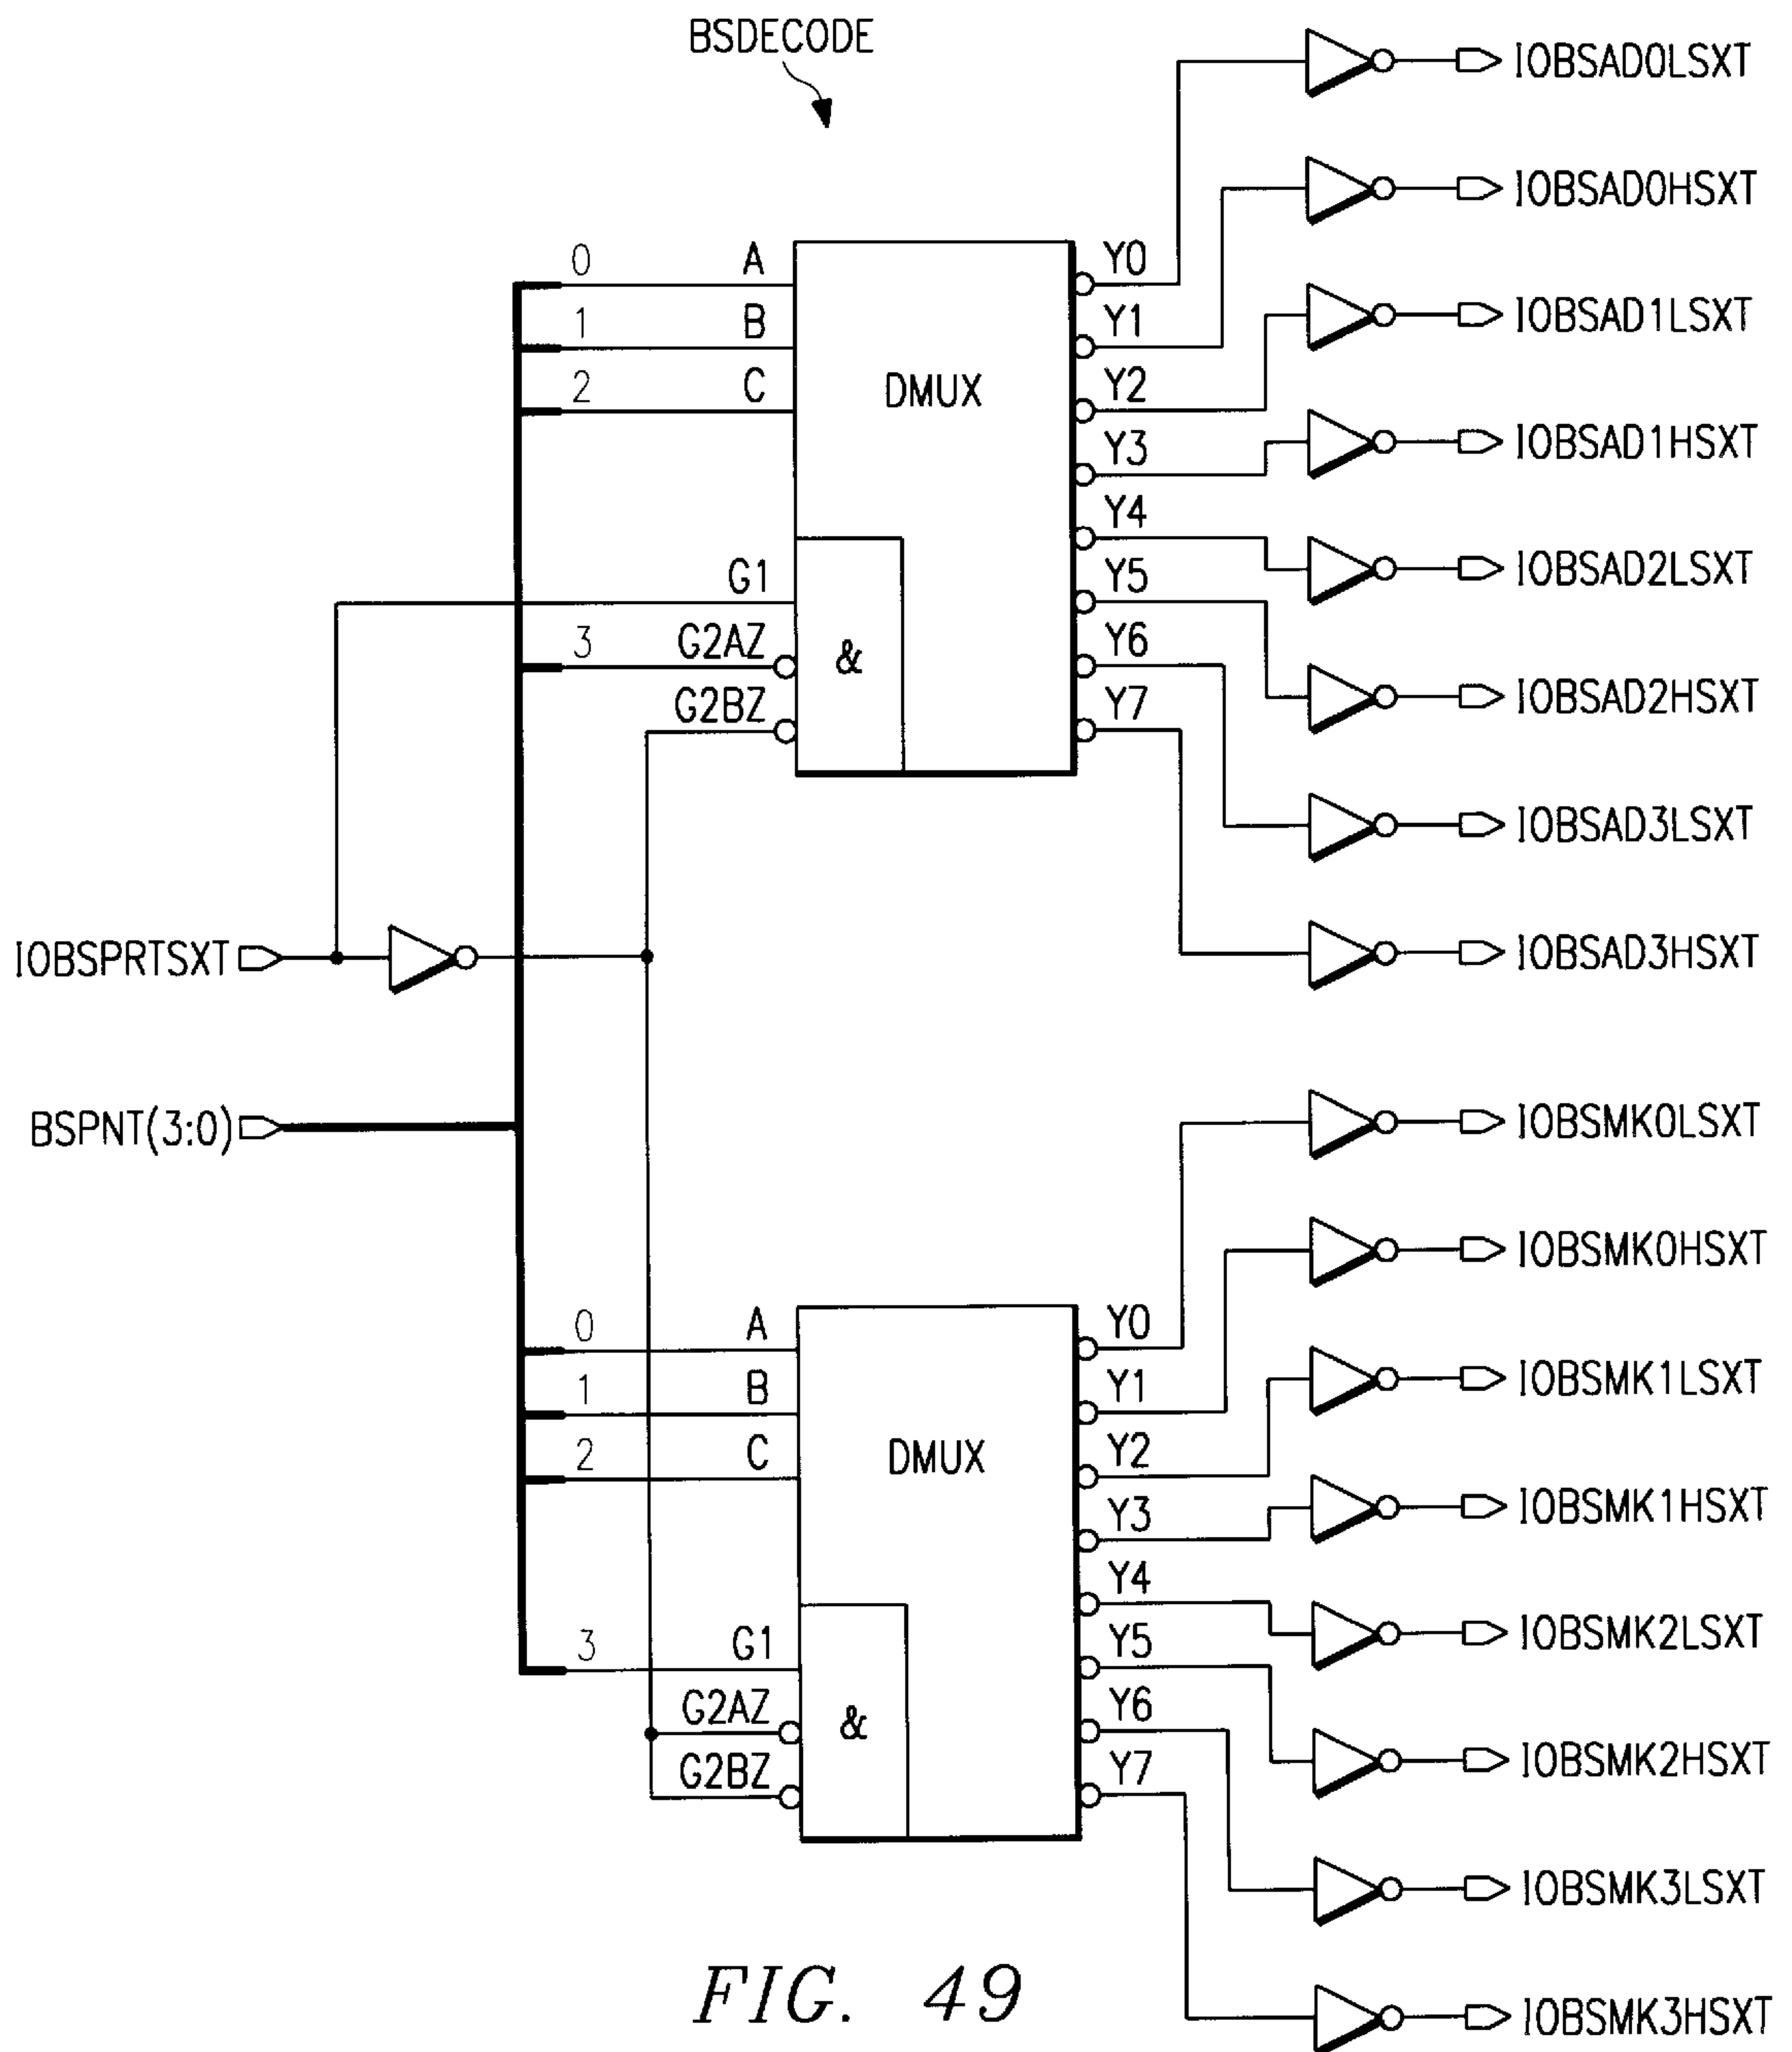 BSDECODE
IOBSAD0LSXT
IOBSAD0HSXT
IOBSAD1LSXT
IOBSAD1HSXT
IOBSAD2LSXT
IOBSAD2HSXT
IOBSAD3LSXT
IOBSAD3HSXT
0 A
1 B
2 C
DMUX
G1
3 G2AZ
G2BZ
&
Y0
Y1
Y2
Y3
Y4
Y5
Y6
Y7
IOBSPRTSXT
BSPNT(3:0)
IOBSMK0LSXT
IOBSMK0HSXT
IOBSMK1LSXT
IOBSMK1HSXT
IOBSMK2LSXT
IOBSMK2HSXT
IOBSMK3LSXT
IOBSMK3HSXT
0 A
1 B
2 C
DMUX
3 G1
G2AZ
G2BZ
&
Y0
Y1
Y2
Y3
Y4
Y5
Y6
Y7
FIG. 49